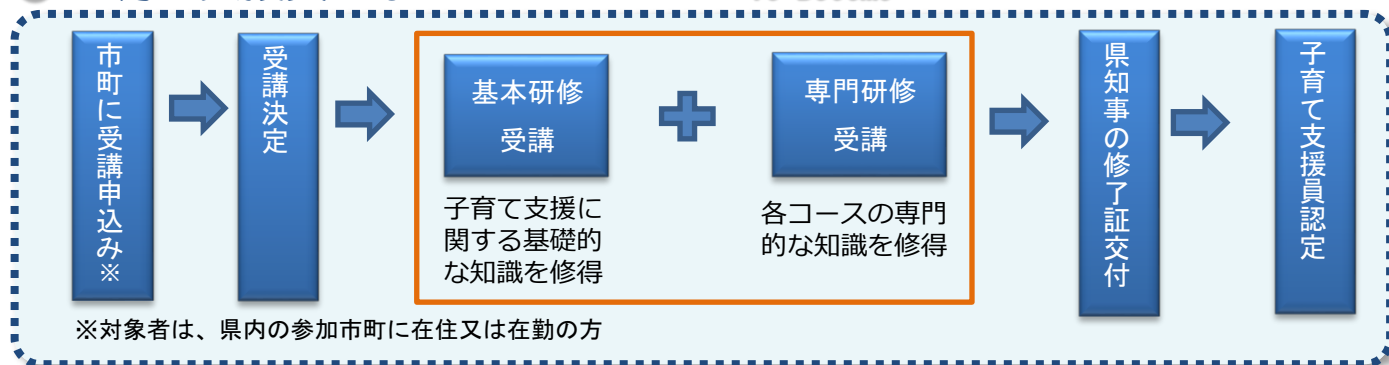 市町に受講申込み※
受講決定
基本研修
受講
専門研修
受講
子育て支援に
関する基礎的
な知識を修得
各コースの専門
的な知識を修得
県知事の修了証交付
子育て支援員認定
※対象者は、県内の参加市町に在住又は在勤の方